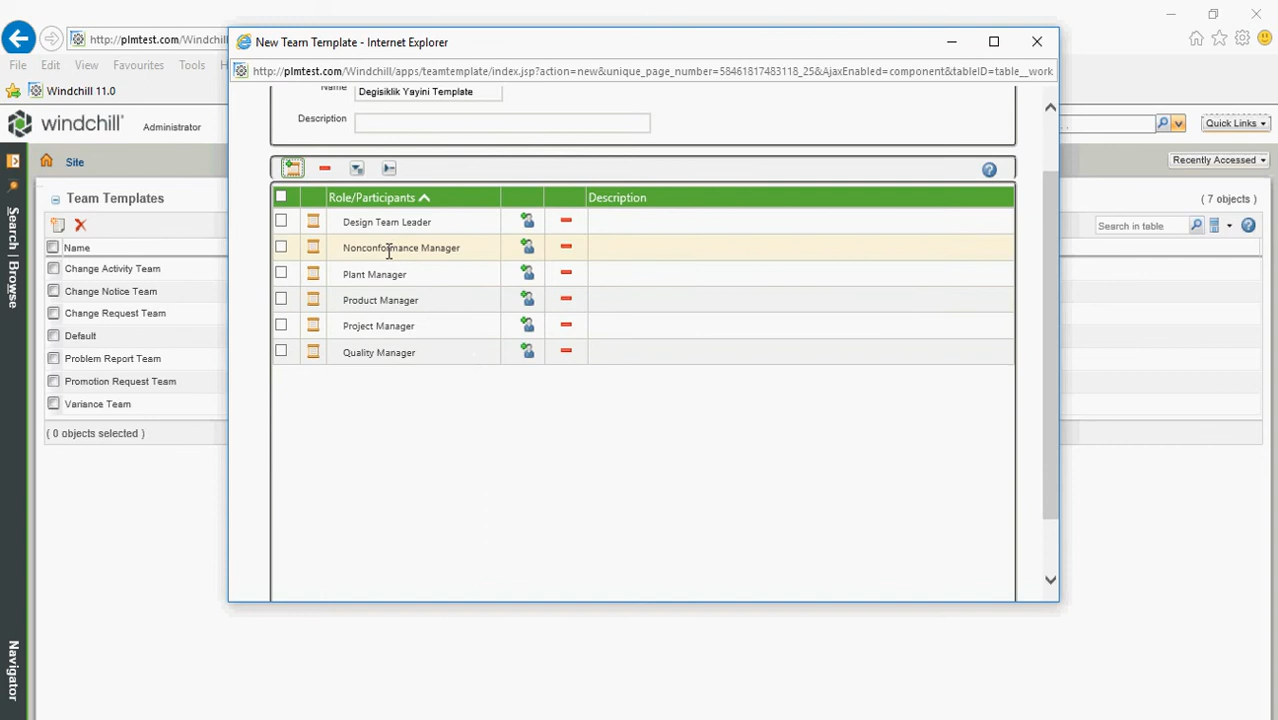 New Team Template - Internet Explorer
http://plmtest.com/Windchill/apps/teamtemplate/index.jsp?action=new&unique_page_number=58461817483118_25&AjaxEnabled=component&tableID=table__work
http://plmtest.com/Windchill
File Edit View Favourites Tools
Windchill 11.0
windchill Administrator
Quick Links
Site
Recently Accessed
Search | Browse
Navigator
Team Templates
( 7 objects )
Search in table
Name
Change Activity Team
Change Notice Team
Change Request Team
Default
Problem Report Team
Promotion Request Team
Variance Team
( 0 objects selected )
Name Degisiklik Yayini Template
Description
Role/Participants Description
Design Team Leader
Nonconformance Manager
Plant Manager
Product Manager
Project Manager
Quality Manager